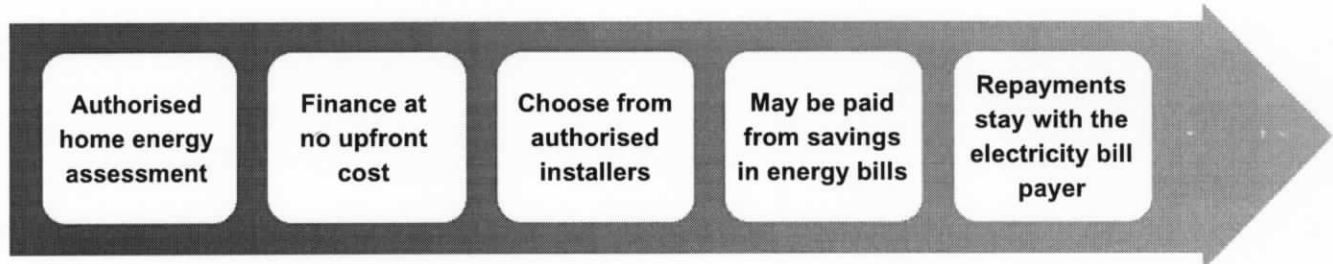 Authorised
home energy
assessment
Finance at
no upfront
cost
Choose from
authorised
installers
May be paid
from savings
in energy bills
Repayments
stay with the
electricity bill
payer